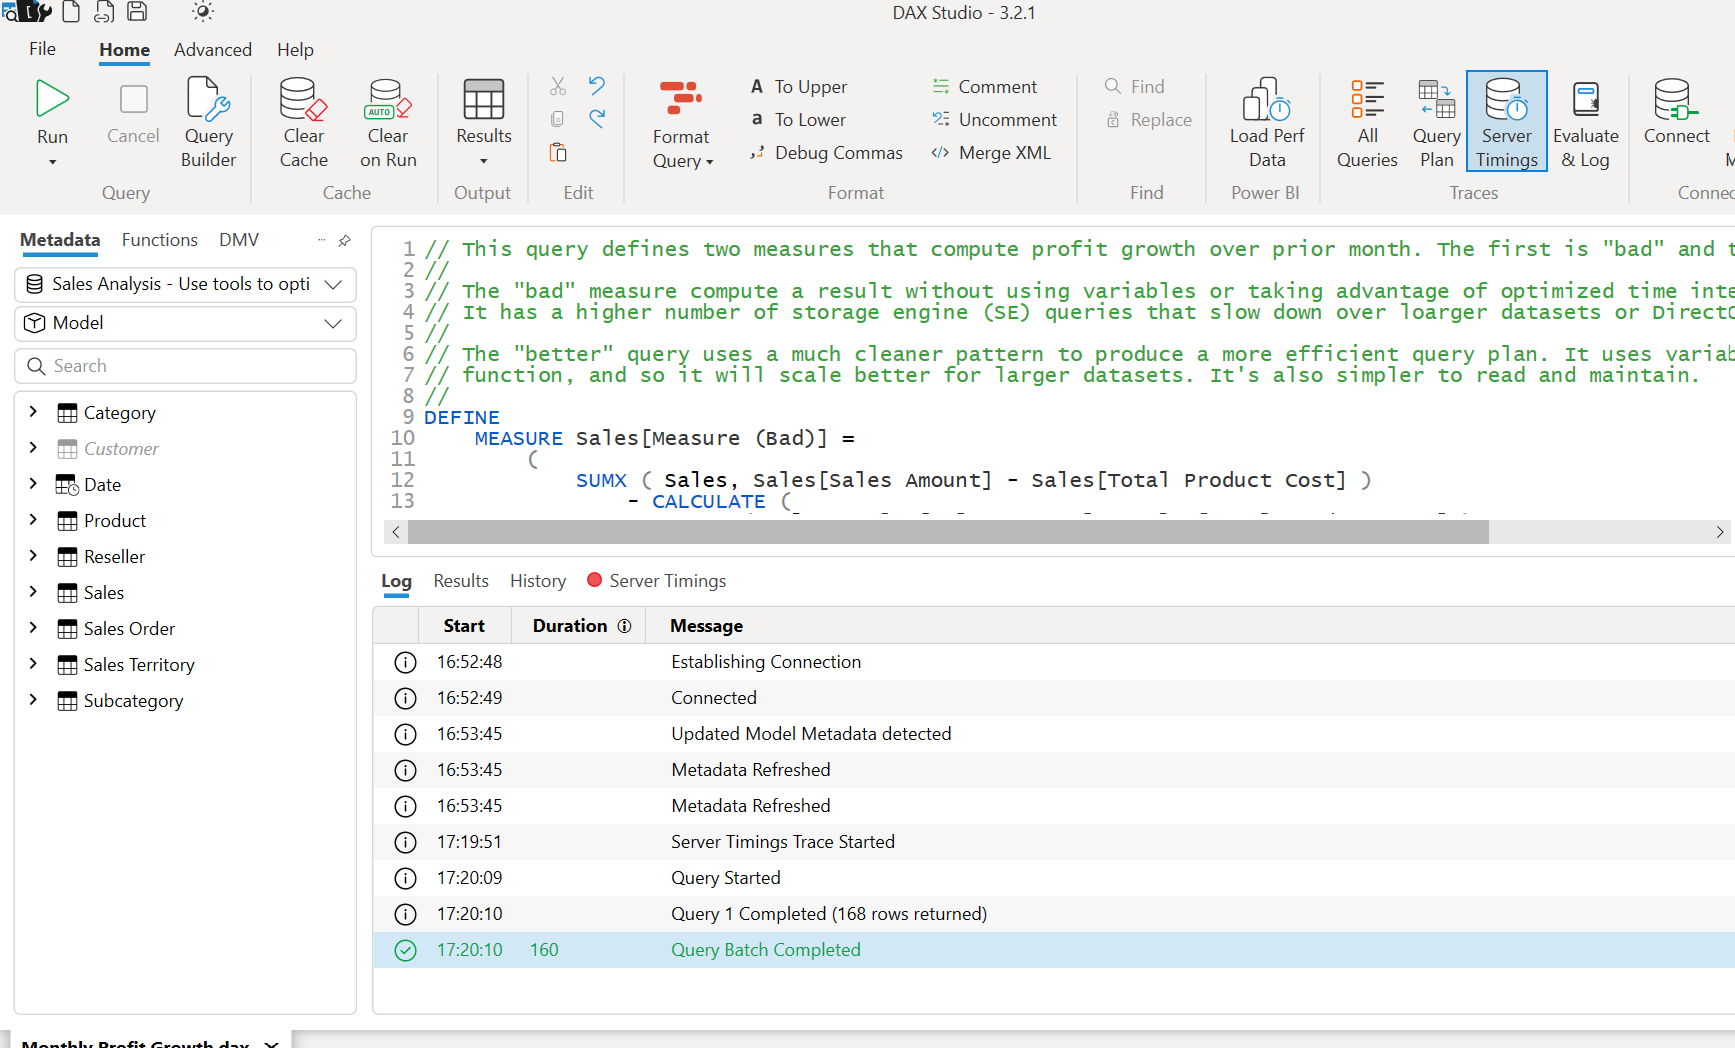 DAX Studio - 3.2.1
File Home Advanced Help
Run Cancel Query Builder Clear Cache AUTO Clear on Run Results Format Query
A To Upper
a To Lower
Debug Commas
Comment
Uncomment
</> Merge XML
Find
Replace
Load Perf Data All Queries Query Plan Server Timings Evaluate & Log Connect
Query Cache Output Edit Format Find Power BI Traces
Metadata Functions DMV
Sales Analysis - Use tools to opti
Model
Search
Category
Customer
Date
Product
Reseller
Sales
Sales Order
Sales Territory
Subcategory
1 // This query defines two measures that compute profit growth over prior month. The first is "bad" and
2 //
3 // The "bad" measure compute a result without using variables or taking advantage of optimized time
4 // It has a higher number of storage engine (SE) queries that slow down over loarger datasets or
5 //
6 // The "better" query uses a much cleaner pattern to produce a more efficient query plan. It uses
7 // function, and so it will scale better for larger datasets. It's also simpler to read and maintain.
8 //
9 DEFINE
10 MEASURE Sales[Measure (Bad)] =
11 (
12 SUMX ( Sales, Sales[Sales Amount] - Sales[Total Product Cost] )
13 - CALCULATE (
Log Results History Server Timings
Start Duration Message
16:52:48 Establishing Connection
16:52:49 Connected
16:53:45 Updated Model Metadata detected
16:53:45 Metadata Refreshed
16:53:45 Metadata Refreshed
17:19:51 Server Timings Trace Started
17:20:09 Query Started
17:20:10 Query 1 Completed (168 rows returned)
17:20:10 160 Query Batch Completed
Monthly Profit Growth.dax